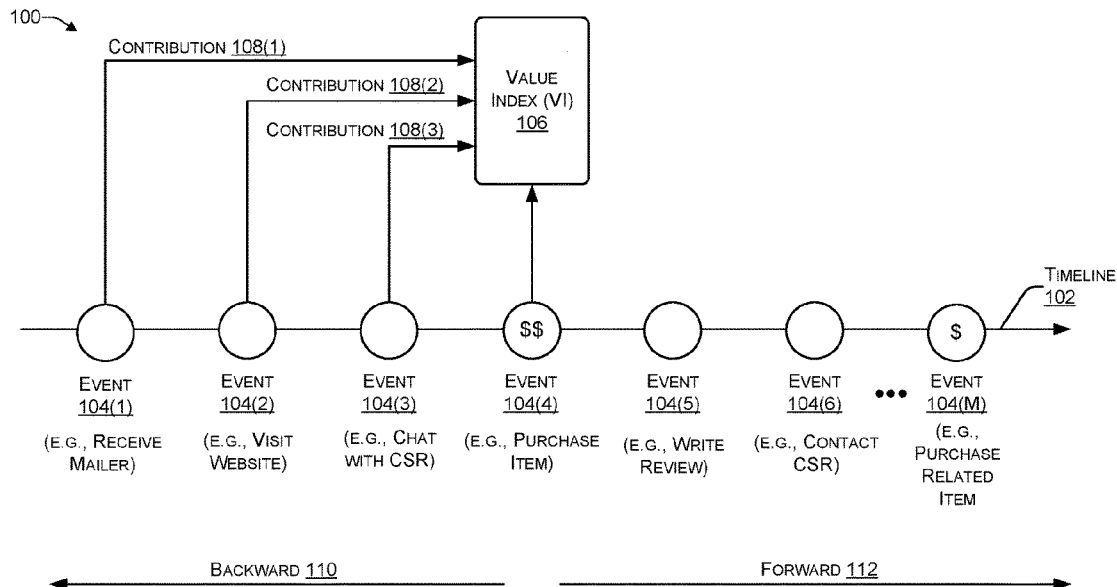 100
CONTRIBUTION 108(1)
CONTRIBUTION 108(2)
CONTRIBUTION 108(3)
VALUE
INDEX (VI)
106
TIMELINE
102
$$
$
EVENT
104(1)
(E.G., RECEIVE
MAILER)
EVENT
104(2)
(E.G., VISIT
WEBSITE)
EVENT
104(3)
(E.G., CHAT
WITH CSR)
EVENT
104(4)
(E.G., PURCHASE
ITEM)
EVENT
104(5)
(E.G., WRITE
REVIEW)
EVENT
104(6)
(E.G., CONTACT
CSR)
•••
EVENT
104(M)
(E.G.,
PURCHASE
RELATED
ITEM
BACKWARD 110
FORWARD 112